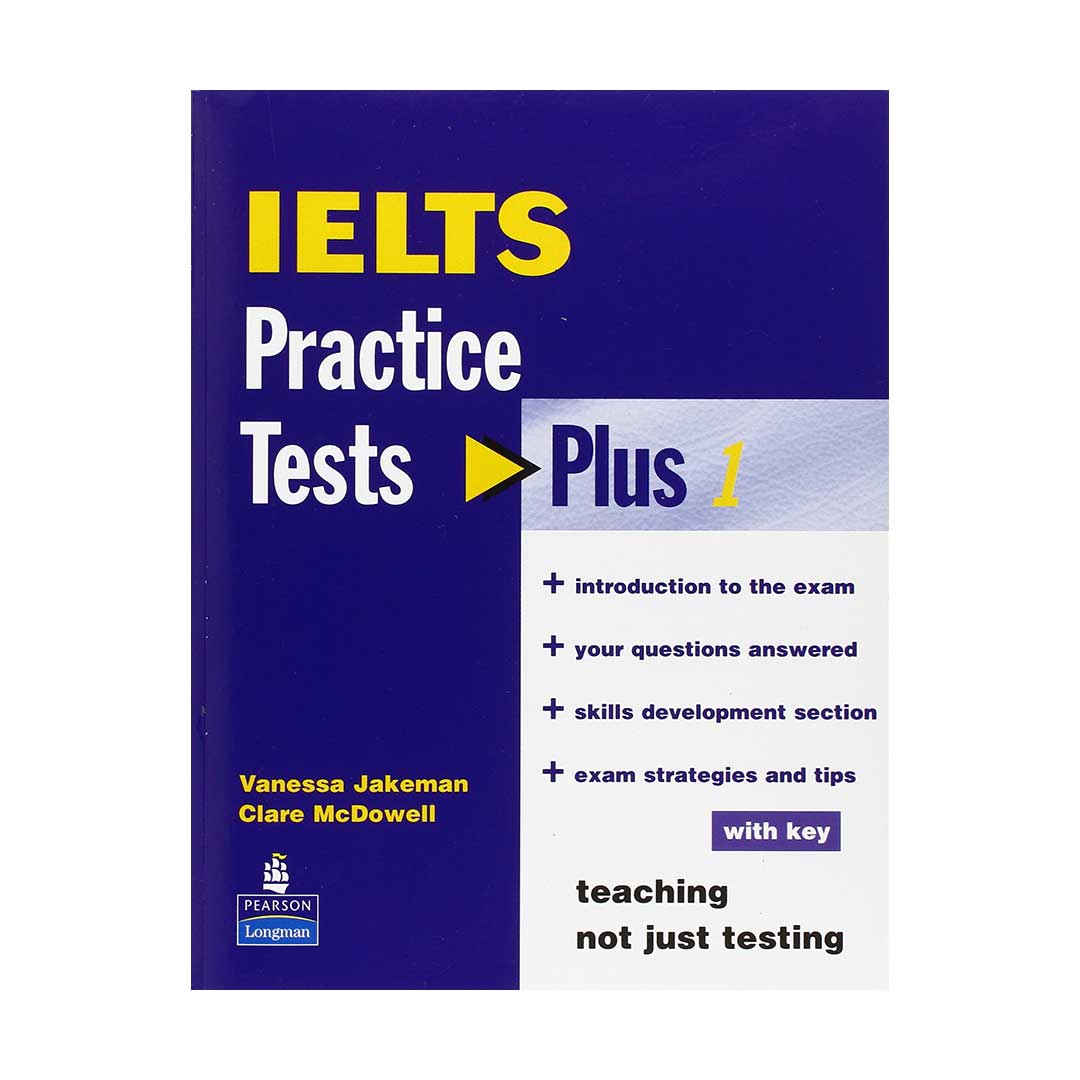 IELTS
Practice
Tests
Plus 1
+ introduction to the exam
+ your questions answered
+ skills development section
+ exam strategies and tips
with key
teaching
not just testing
Vanessa Jakeman
Clare McDowell
PEARSON
Longman